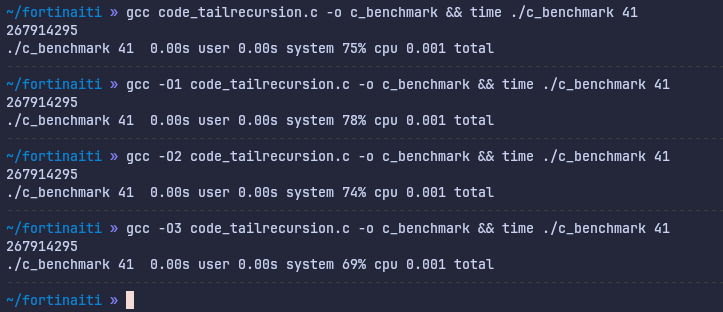 ~/fortinaiti » gcc code_tailrecursion.c -o c_benchmark && time ./c_benchmark 41
267914295
./c_benchmark 41  0.00s user 0.00s system 75% cpu 0.001 total
~/fortinaiti » gcc -O1 code_tailrecursion.c -o c_benchmark && time ./c_benchmark 41
267914295
./c_benchmark 41  0.00s user 0.00s system 78% cpu 0.001 total
~/fortinaiti » gcc -O2 code_tailrecursion.c -o c_benchmark && time ./c_benchmark 41
267914295
./c_benchmark 41  0.00s user 0.00s system 74% cpu 0.001 total
~/fortinaiti » gcc -O3 code_tailrecursion.c -o c_benchmark && time ./c_benchmark 41
267914295
./c_benchmark 41  0.00s user 0.00s system 69% cpu 0.001 total
~/fortinaiti »